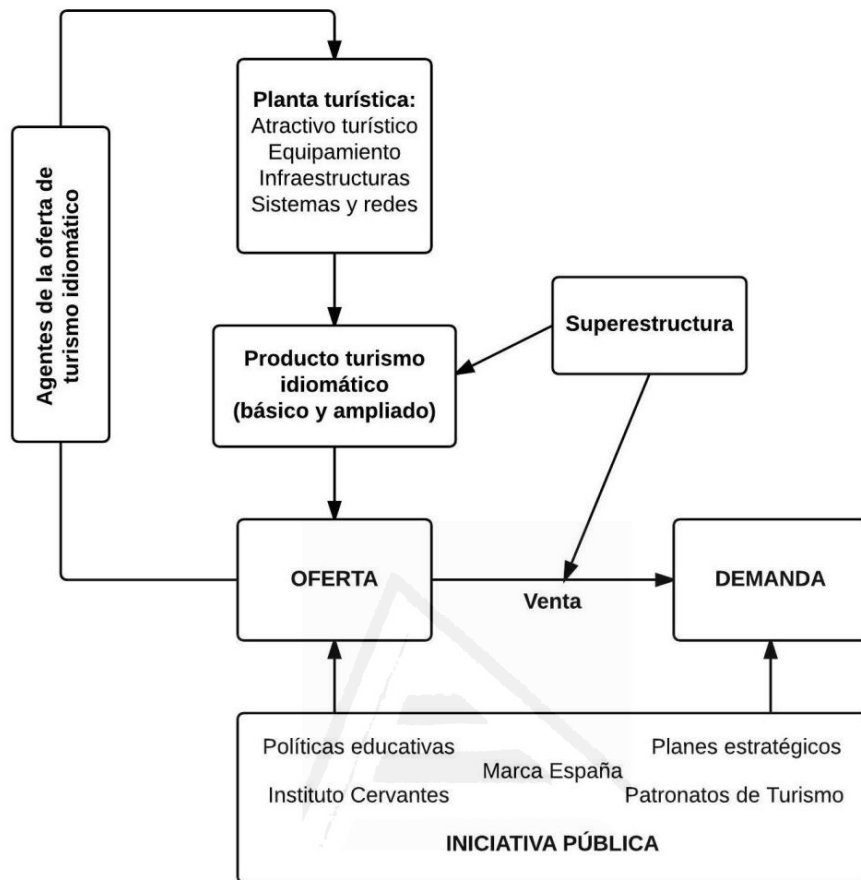 Planta turística:
Atractivo turístico
Equipamiento
Infraestructuras
Sistemas y redes
Agentes de la oferta de
turismo idiomático
Superestructura
Producto turismo
idiomático
(básico y ampliado)
OFERTA
Venta
DEMANDA
Políticas educativas
Planes estratégicos
Marca España
Instituto Cervantes
Patronatos de Turismo
INICIATIVA PÚBLICA